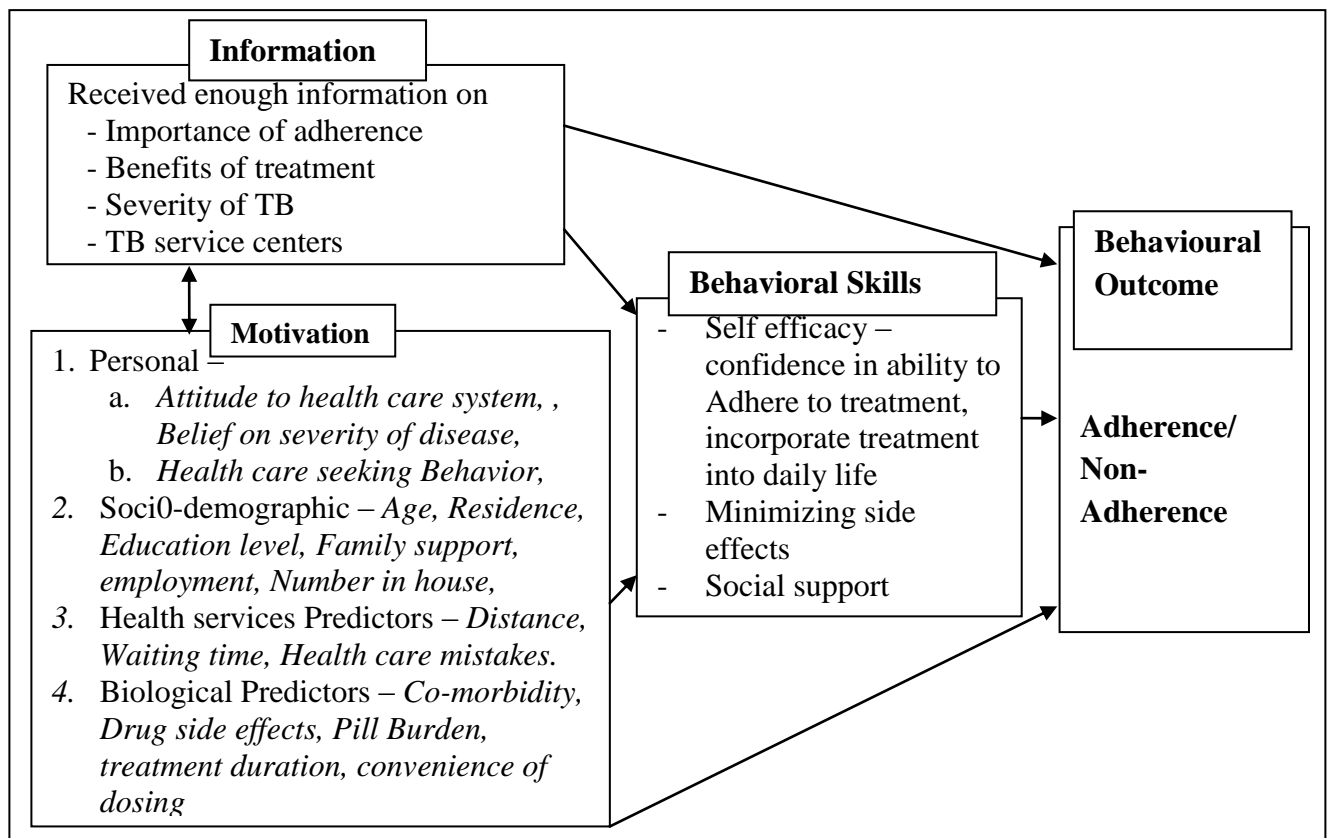 Information
Received enough information on
- Importance of adherence
- Benefits of treatment
- Severity of TB
- TB service centers
Motivation
1. Personal –
a. Attitude to health care system, ,
Belief on severity of disease,
b. Health care seeking Behavior,
2. Soci0-demographic – Age, Residence,
Education level, Family support,
employment, Number in house,
3. Health services Predictors – Distance,
Waiting time, Health care mistakes.
4. Biological Predictors – Co-morbidity,
Drug side effects, Pill Burden,
treatment duration, convenience of
dosing
Behavioral Skills
- Self efficacy –
confidence in ability to
Adhere to treatment,
incorporate treatment
into daily life
- Minimizing side
effects
- Social support
Behavioural
Outcome
Adherence/
Non-
Adherence